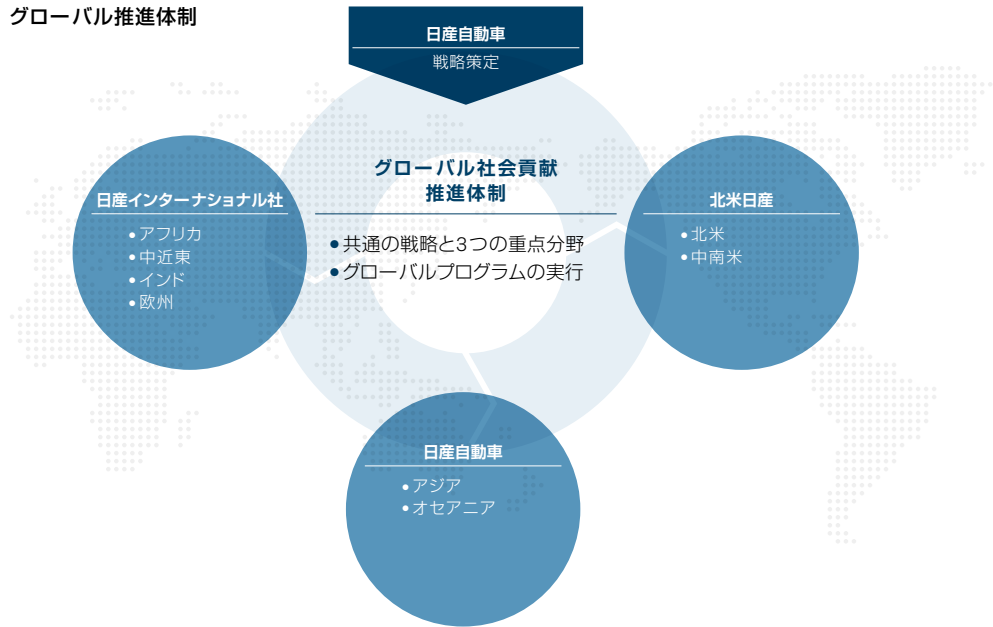 グローバル推進体制
日産自動車
戦略策定
グローバル社会貢献
推進体制
•共通の戦略と3つの重点分野
•グローバルプログラムの実行
日産インターナショナル社
•アフリカ
•中近東
•インド
•欧州
北米日産
•北米
•中南米
日産自動車
•アジア
•オセアニア